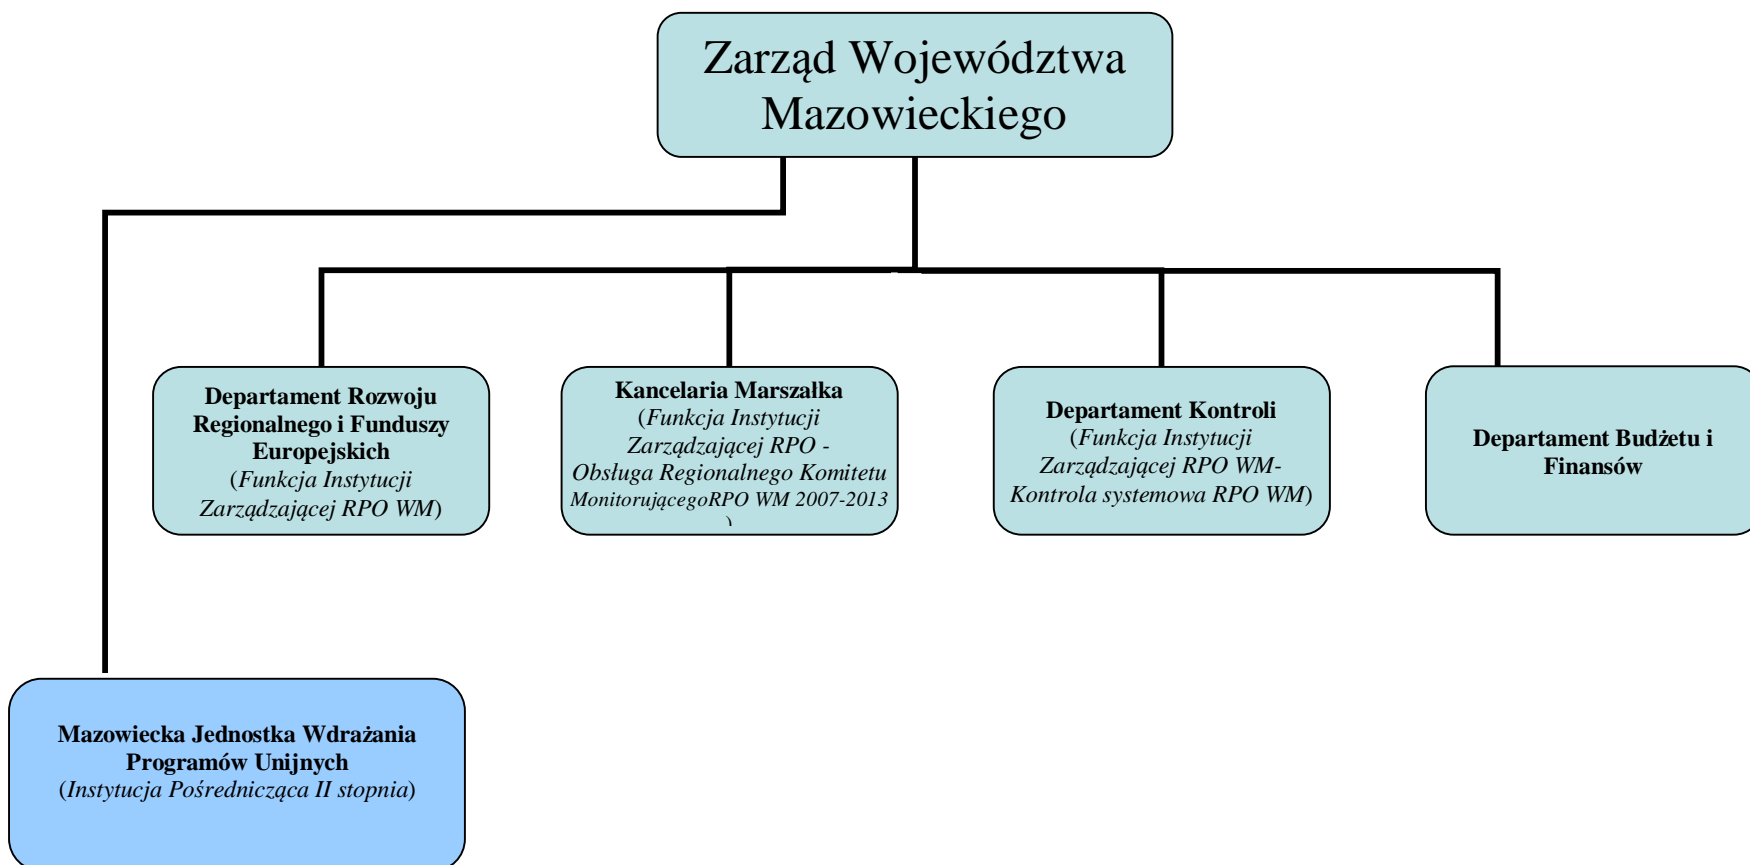 Zarząd Województwa
Mazowieckiego
Departament Rozwoju
Regionalnego i Funduszy
Europejskich
(Funkcja Instytucji
Zarządzającej RPO WM)
Kancelaria Marszałka
(Funkcja Instytucji
Zarządzającej RPO -
Obsługa Regionalnego Komitetu
MonitorującegoRPO WM 2007-2013
)
Departament Kontroli
(Funkcja Instytucji
Zarządzającej RPO WM-
Kontrola systemowa RPO WM)
Departament Budżetu i
Finansów
Mazowiecka Jednostka Wdrażania
Programów Unijnych
(Instytucja Pośrednicząca II stopnia)